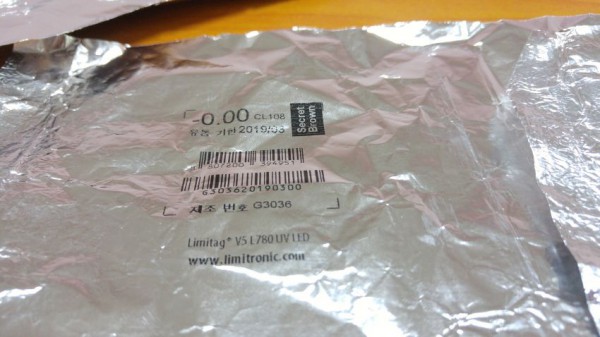 -0.00 CL108
Secret
Brown
유효 기한 2019/03
6303620190300
제조 번호 G3036
Limitag® V5 L780 UV LED
www.limitronic.com